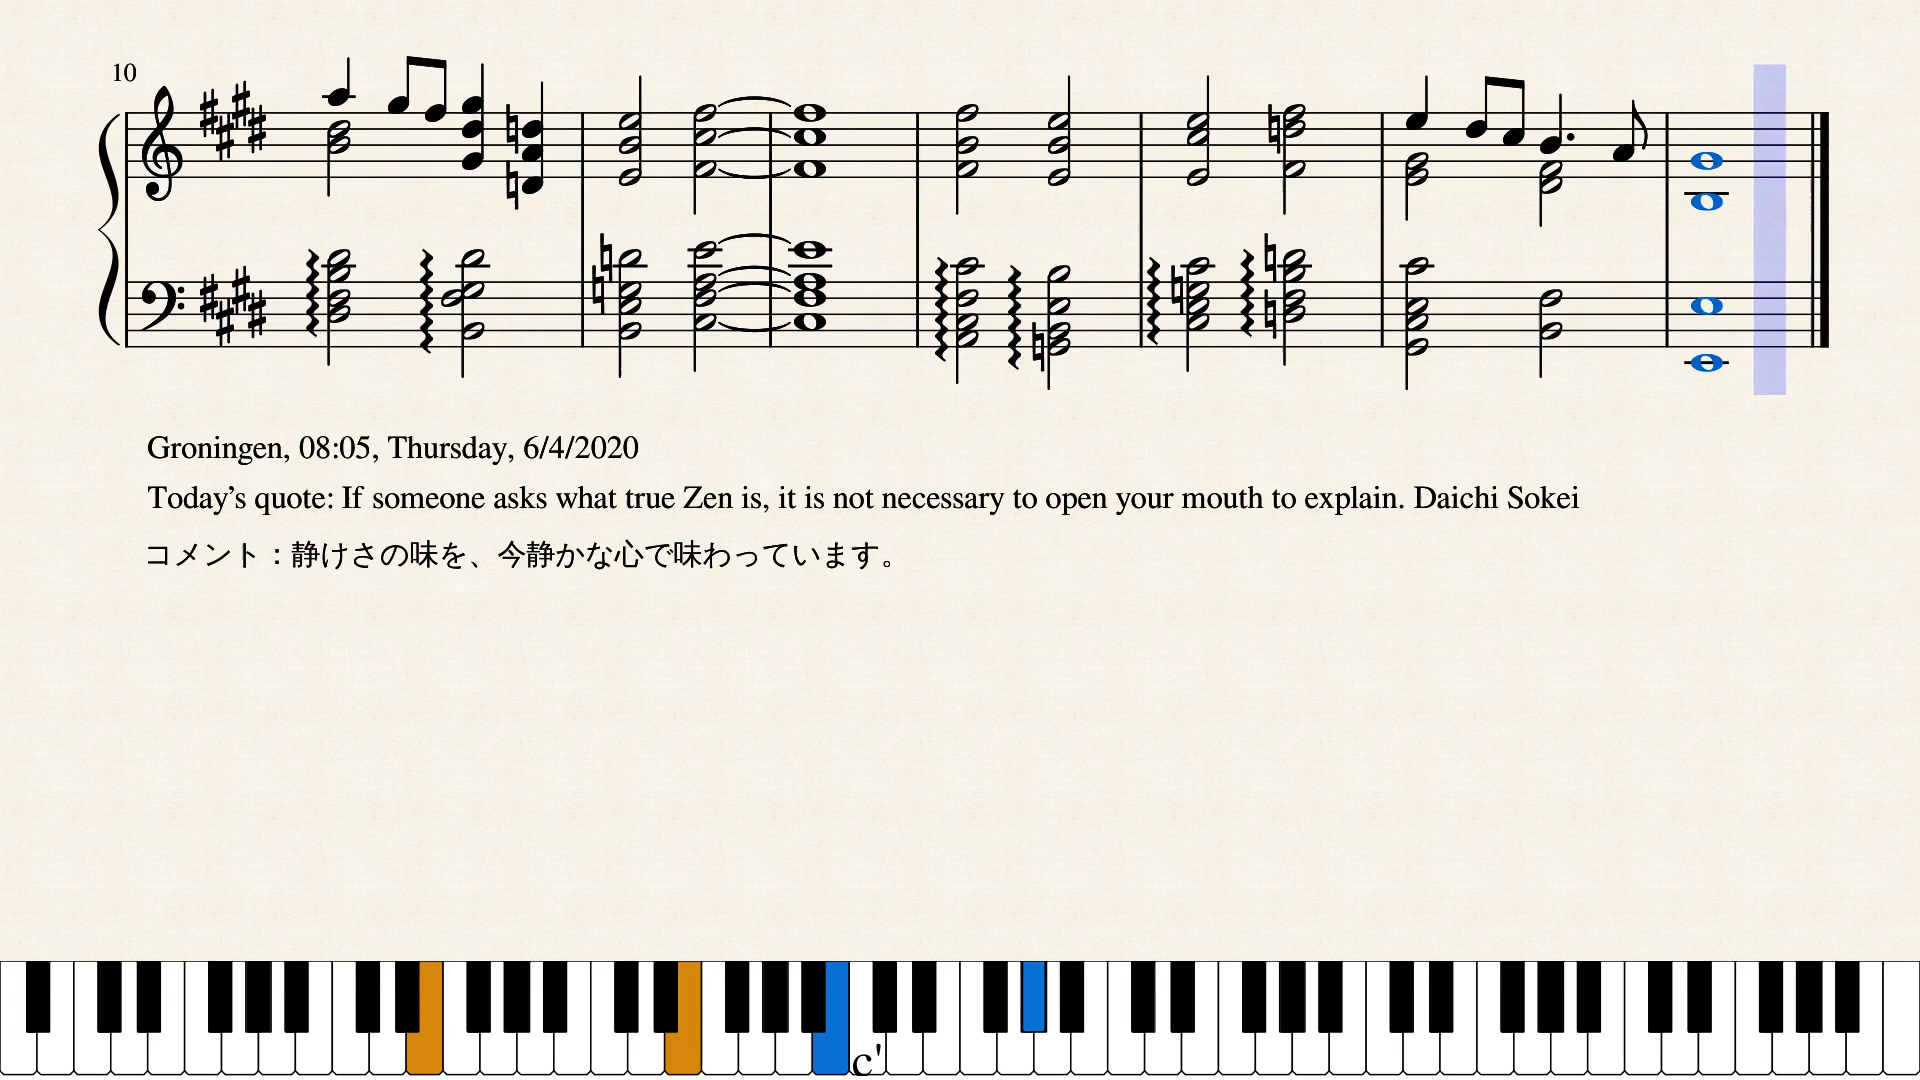 10
Groningen, 08:05, Thursday, 6/4/2020
Today’s quote: If someone asks what true Zen is, it is not necessary to open your mouth to explain. Daichi Sokei
コメント：静けさの味を、今静かな心で味わっています。
c'